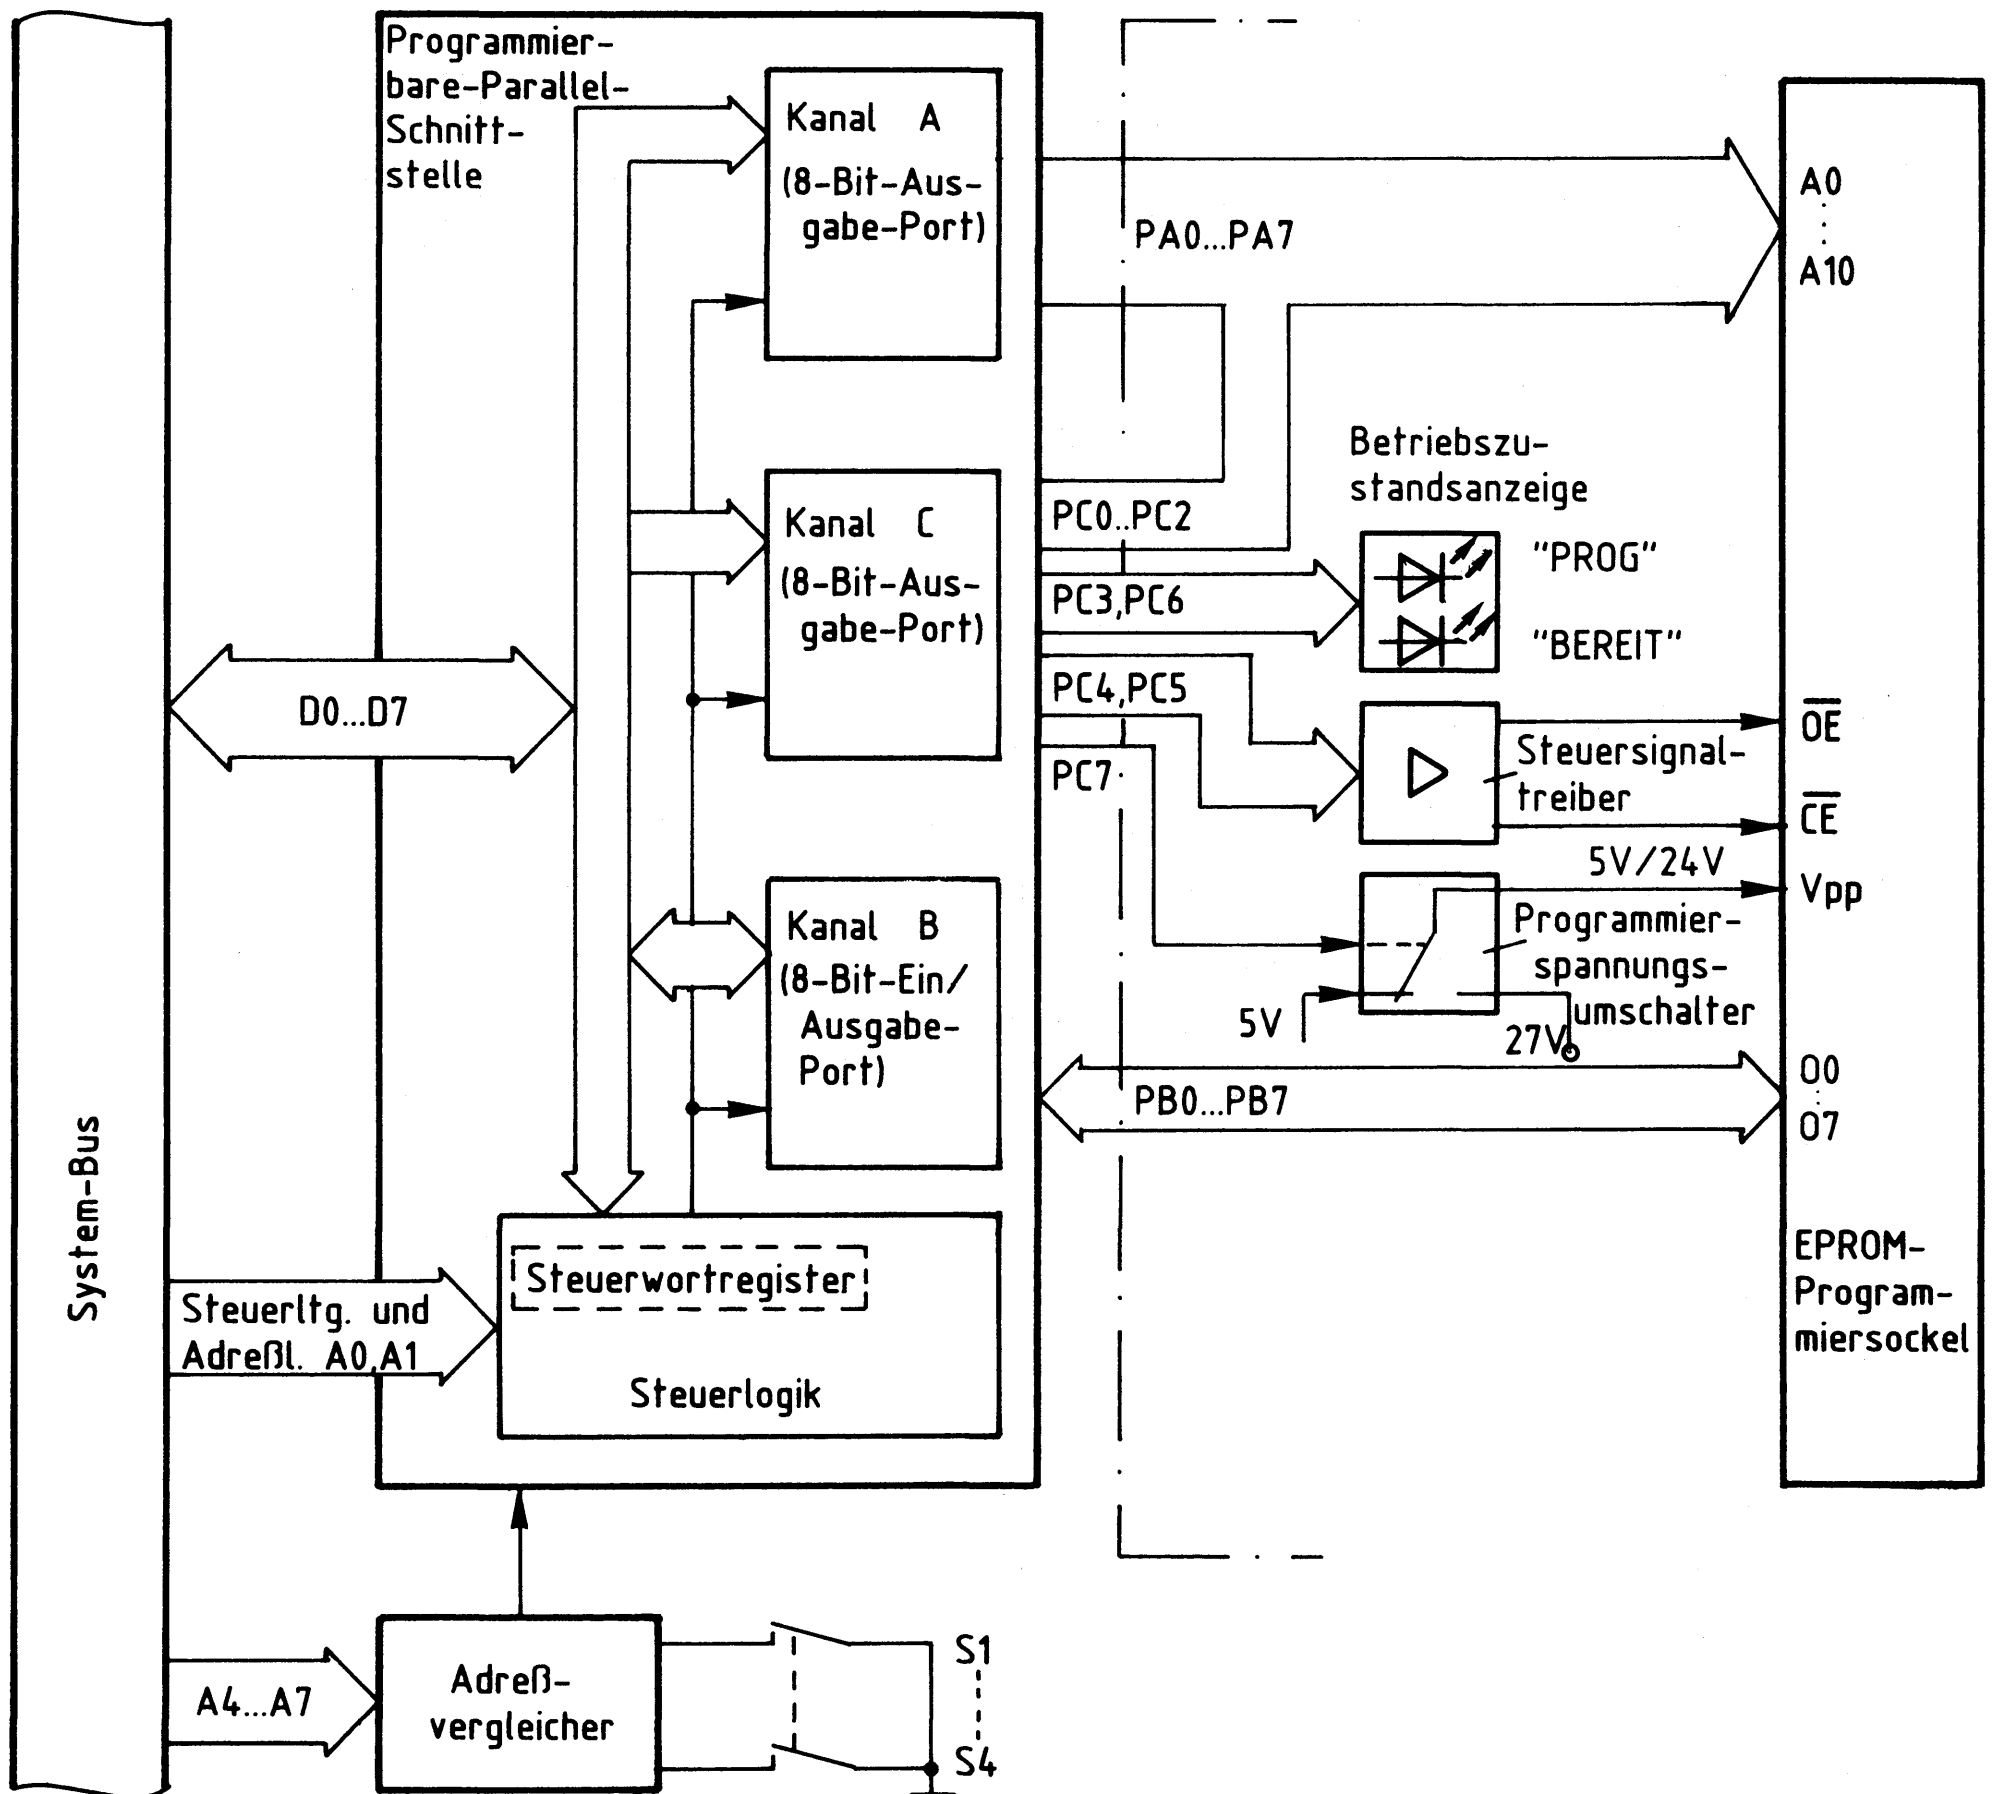 Programmier-
bare-Parallel-
Schnitt-
stelle
Kanal A
(8-Bit-Aus-
gabe-Port)
PA0...PA7
A0
A10
Kanal C
(8-Bit-Aus-
gabe-Port)
PC0..PC2
PC3,PC6
PC4,PC5
PC7
Betriebszu-
standsanzeige
"PROG"
"BEREIT"
D0...D7
OE
Steuersignal-
treiber
CE
5V/24V
Vpp
Programmier-
spannungs-
umschalter
5V
27V
Kanal B
(8-Bit-Ein/
Ausgabe-
Port)
PB0...PB7
O0
O7
System-Bus
Steuerwortregister
Steuerltg. und
Adreßl. A0,A1
Steuerlogik
EPROM-
Program-
miersockel
A4...A7
Adreß-
vergleicher
S1
S4